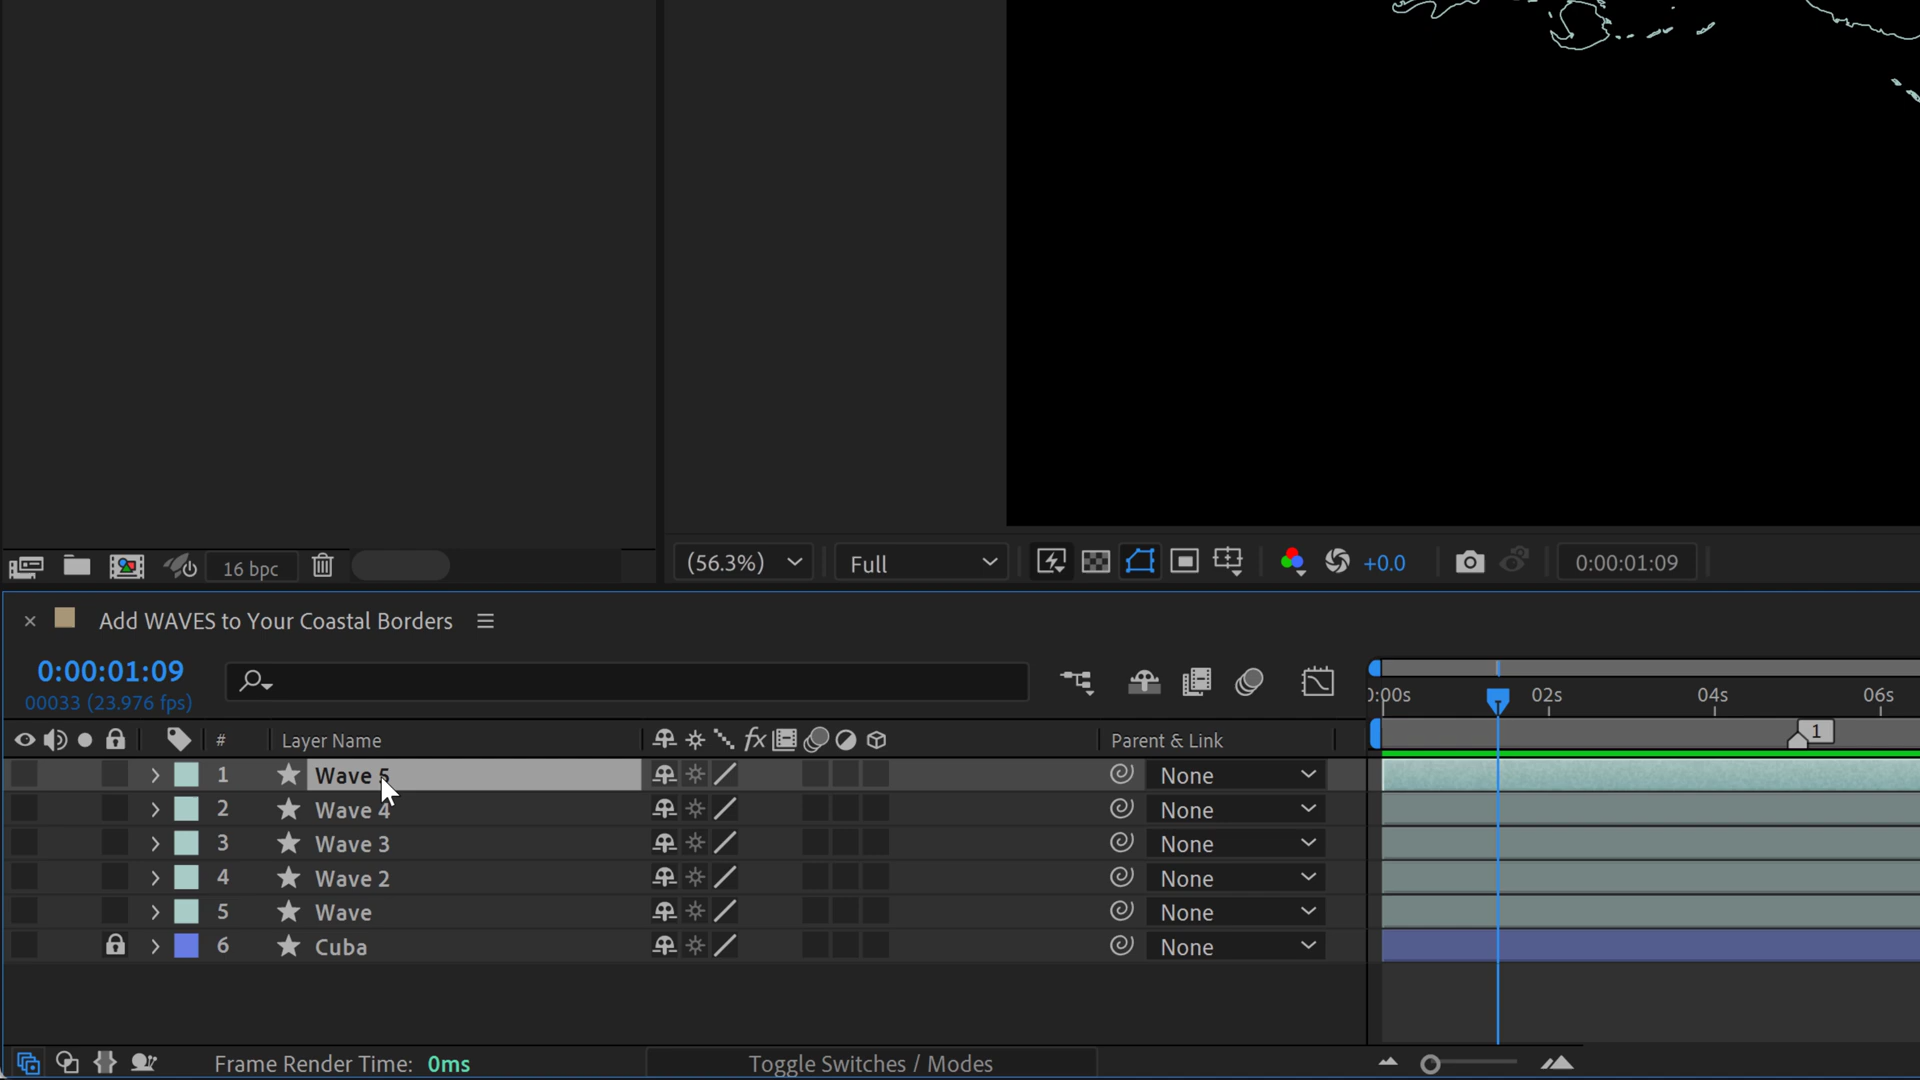 16 bpc
(56.3%)
Full
+0.0
0:00:01:09
Add WAVES to Your Coastal Borders
0:00:01:09
00033 (23.976 fps)
0:00s
02s
04s
06s
#
Layer Name
fx
Parent & Link
1
1
Wave 5
None
2
Wave 4
None
3
Wave 3
None
4
Wave 2
None
5
Wave
None
6
Cuba
None
Frame Render Time: 0ms
Toggle Switches / Modes